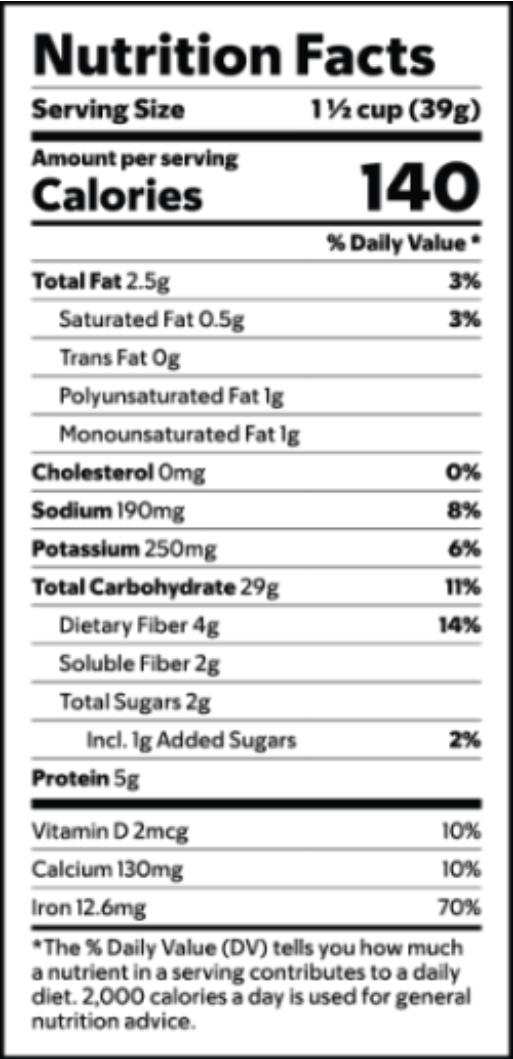 Nutrition Facts
Serving Size 1 ½ cup (39g)
Amount per serving
Calories 140
% Daily Value *
Total Fat 2.5g 3%
Saturated Fat 0.5g 3%
Trans Fat 0g
Polyunsaturated Fat 1g
Monounsaturated Fat 1g
Cholesterol 0mg 0%
Sodium 190mg 8%
Potassium 250mg 6%
Total Carbohydrate 29g 11%
Dietary Fiber 4g 14%
Soluble Fiber 2g
Total Sugars 2g
Incl. 1g Added Sugars 2%
Protein 5g
Vitamin D 2mcg 10%
Calcium 130mg 10%
Iron 12.6mg 70%
*The % Daily Value (DV) tells you how much
a nutrient in a serving contributes to a daily
diet. 2,000 calories a day is used for general
nutrition advice.